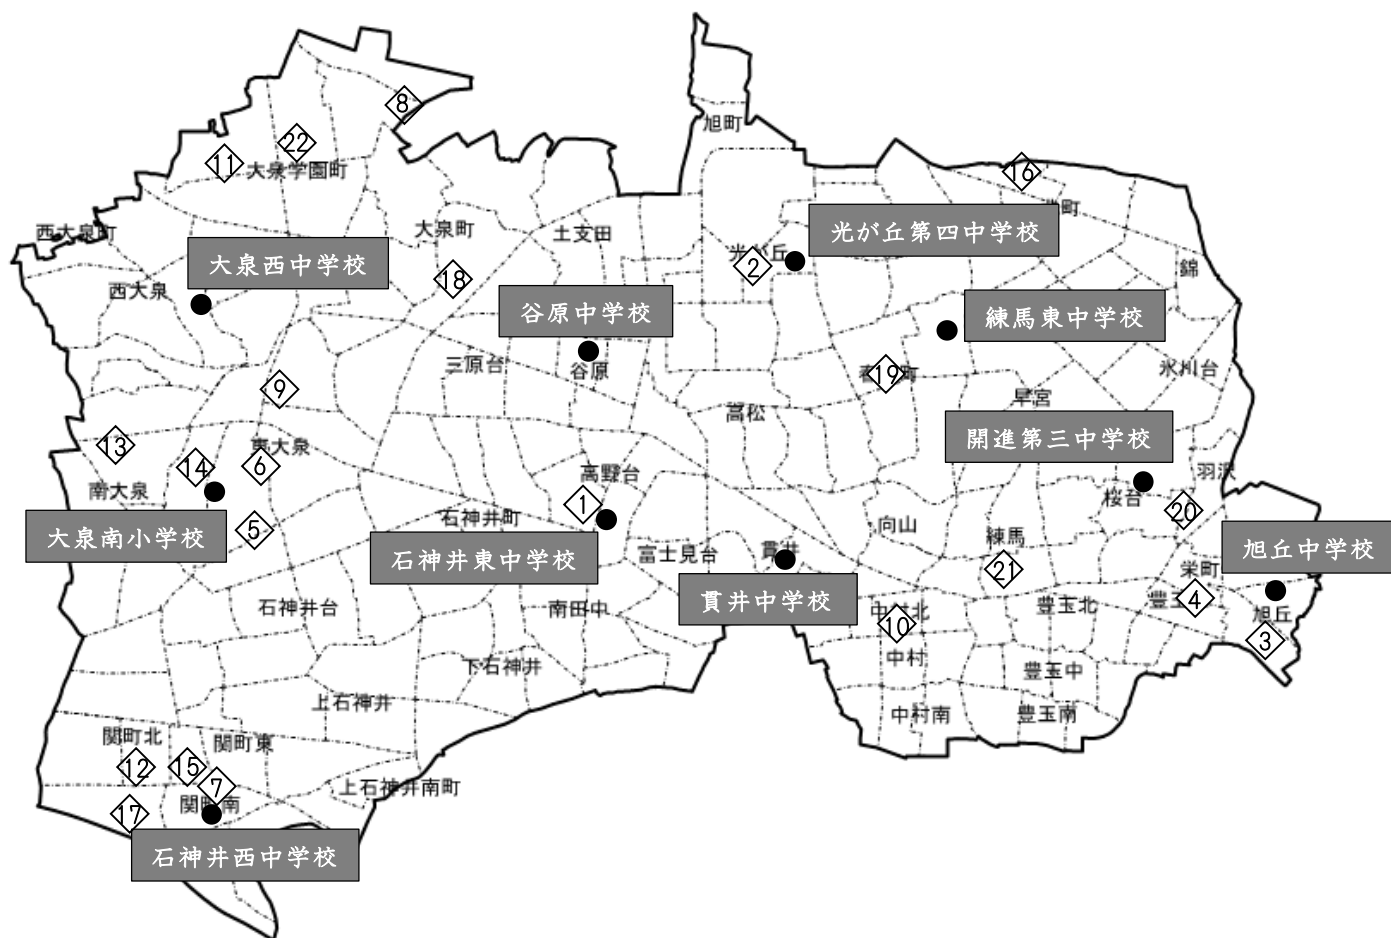 旭町
8
22
11
大泉学園町
16
西大泉町
大泉町
土支田
光が丘第四中学校
大泉西中学校
2
錦
18
西大泉
谷原中学校
練馬東中学校
谷原
三原台
19
氷川台
9
早宮
高松
開進第三中学校
13
東大泉
14
6
高野台
羽沢
南大泉
桜台
1
20
石神井町
5
向山
大泉南小学校
石神井東中学校
富士見台
貫井
練馬
旭丘中学校
21
栄町
貫井中学校
石神井台
南田中
豊玉北
4
旭丘
10
3
中村
下石神井
豊玉中
上石神井
中村南
豊玉南
関町北
関町東
12
15
7
上石神井南町
17
石神井西中学校